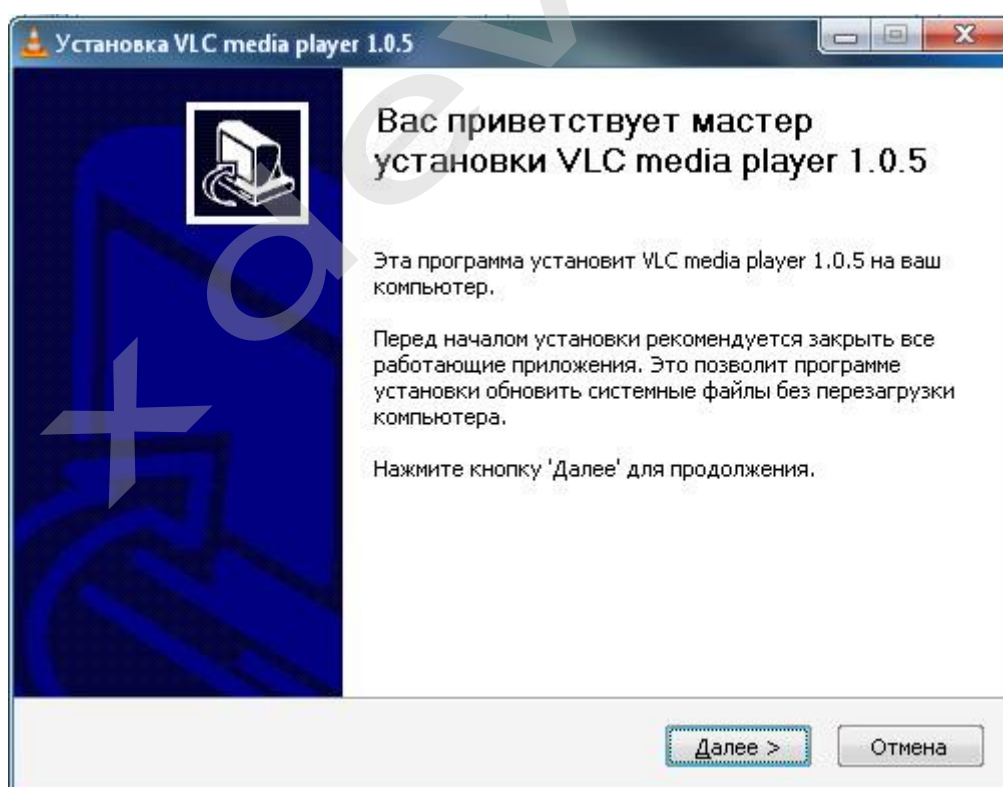 Установка VLC media player 1.0.5
Вас приветствует мастер
установки VLC media player 1.0.5
Эта программа установит VLC media player 1.0.5 на ваш
компьютер.
Перед началом установки рекомендуется закрыть все
работающие приложения. Это позволит программе
установки обновить системные файлы без перезагрузки
компьютера.
Нажмите кнопку 'Далее' для продолжения.
Далее >
Отмена